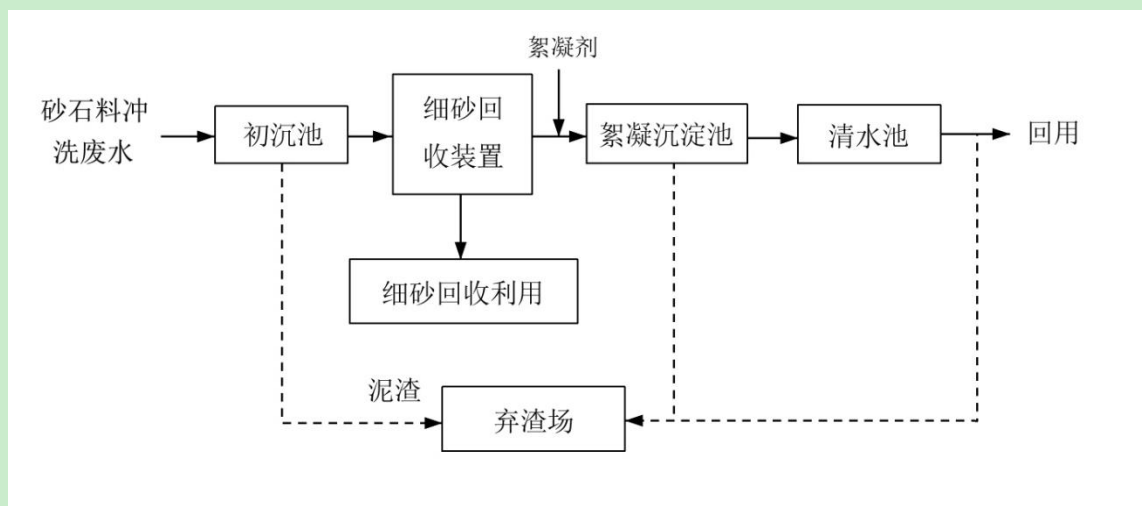 絮凝剂
砂石料冲
洗废水
初沉池
细砂回
收装置
絮凝沉淀池
清水池
回用
细砂回收利用
泥渣
弃渣场